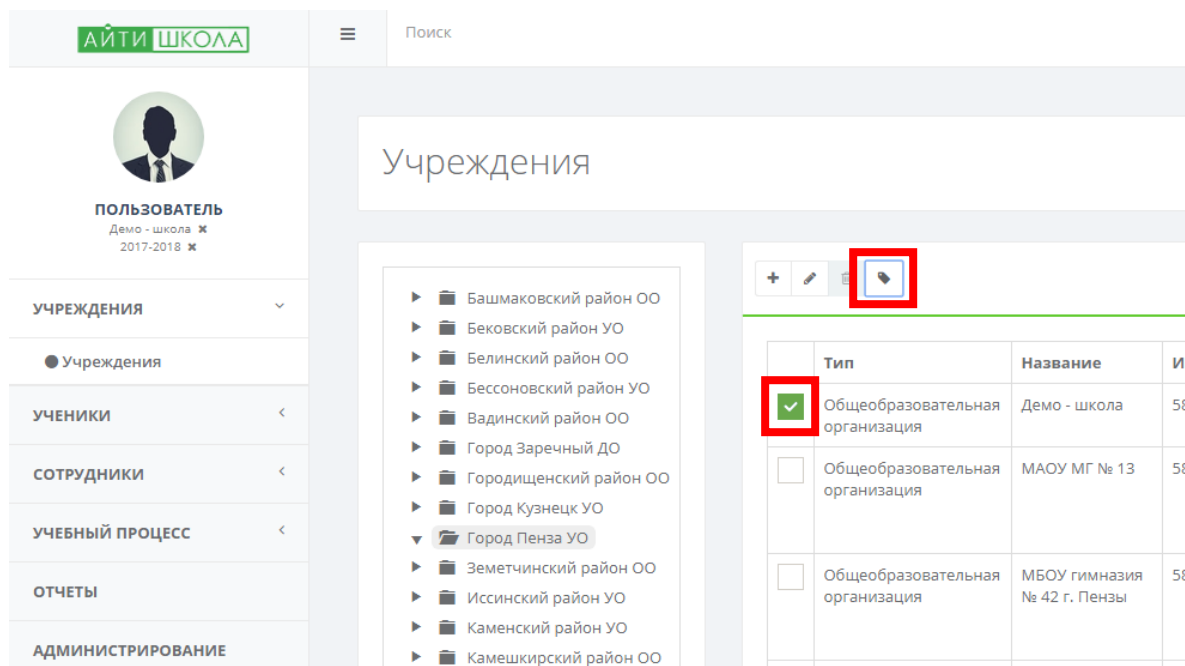 АЙТИ ШКОЛА
Поиск
ПОЛЬЗОВАТЕЛЬ
Демо - школа ✖
2017-2018 ✖
УЧРЕЖДЕНИЯ
Учреждения
УЧЕНИКИ
СОТРУДНИКИ
УЧЕБНЫЙ ПРОЦЕСС
ОТЧЕТЫ
АДМИНИСТРИРОВАНИЕ
Учреждения
Башмаковский район ОО
Бековский район УО
Белинский район ОО
Бессоновский район УО
Вадинский район ОО
Город Заречный ДО
Городищенский район ОО
Город Кузнецк УО
Город Пенза УО
Земетчинский район ОО
Иссинский район УО
Каменский район УО
Камешкирский район ОО
Тип Название И
Общеобразовательная Демо - школа 58
организация
Общеобразовательная МАОУ МГ № 13 58
организация
Общеобразовательная МБОУ гимназия 58
организация № 42 г. Пензы